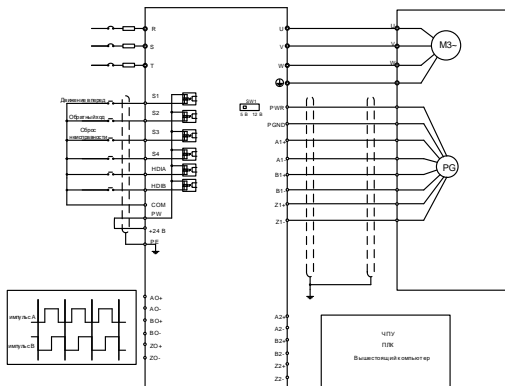 R
S
T
U
V
W
U
V
W
M3~
Движение вперед
S1
Обратный ход
S2
Сброс
неисправности
S3
S4
HDIA
HDIB
COM
PW
+24 В
PE
SW1
5 В 12 В
PWR
PGND
A1+
A1-
B1+
B1-
Z1+
Z1-
PG
импульс A
импульс B
AO+
AO-
BO+
BO-
ZO+
ZO-
A2+
A2-
B2+
B2-
Z2+
Z2-
ЧПУ
ПЛК
Вышестоящий компьютер